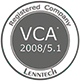 Registered Company
VCA
2008/5.1
LENNTECH